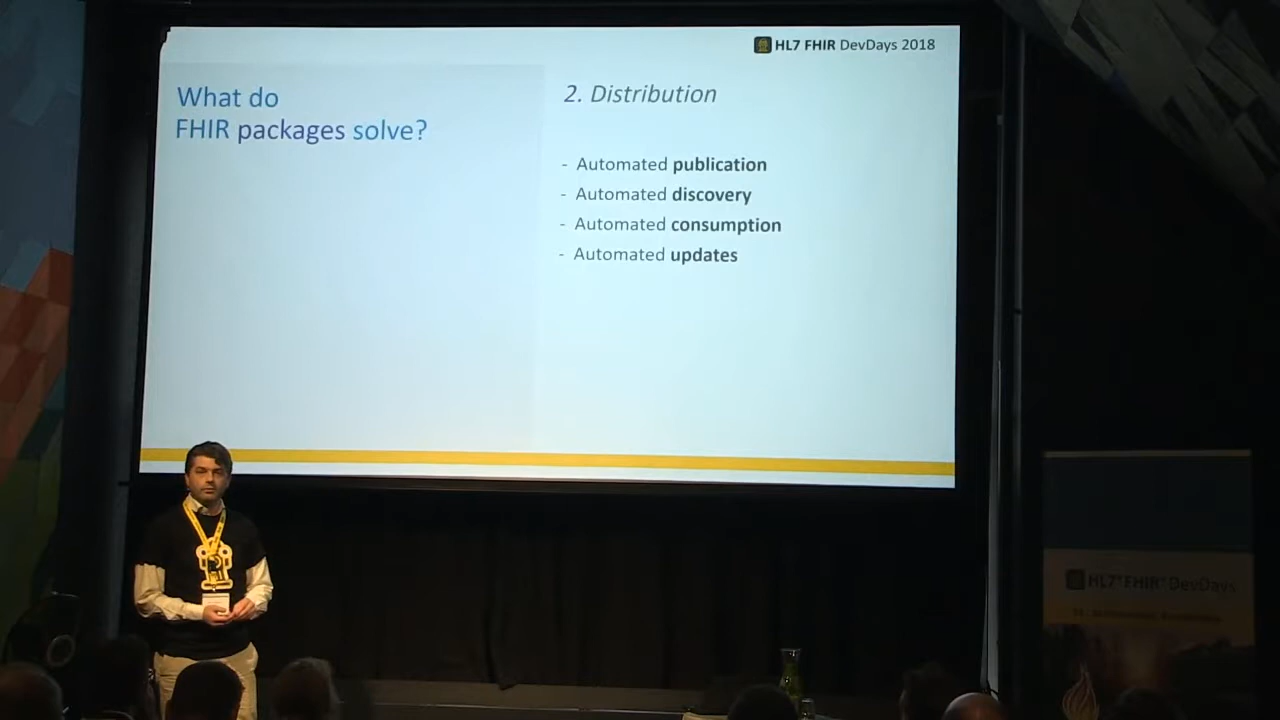 HL7 FHIR DevDays 2018
What do
FHIR packages solve?
2. Distribution
- Automated publication
- Automated discovery
- Automated consumption
- Automated updates
HL7 FHIR DevDays